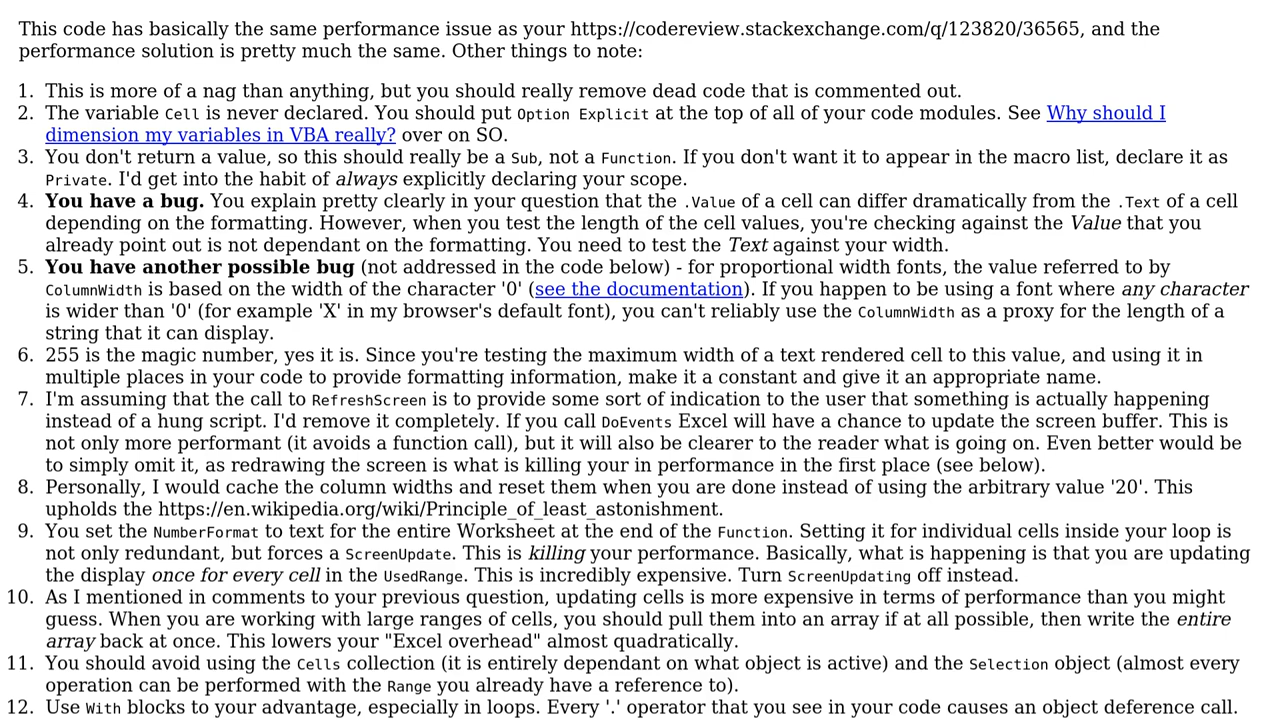 This code has basically the same performance issue as your https://codereview.stackexchange.com/q/123820/36565, and the
performance solution is pretty much the same. Other things to note:
1. This is more of a nag than anything, but you should really remove dead code that is commented out.
2. The variable Cell is never declared. You should put Option Explicit at the top of all of your code modules. See Why should I
dimension my variables in VBA really? over on SO.
3. You don't return a value, so this should really be a Sub, not a Function. If you don't want it to appear in the macro list, declare it as
Private. I'd get into the habit of always explicitly declaring your scope.
4. You have a bug. You explain pretty clearly in your question that the .Value of a cell can differ dramatically from the .Text of a cell
depending on the formatting. However, when you test the length of the cell values, you're checking against the Value that you
already point out is not dependant on the formatting. You need to test the Text against your width.
5. You have another possible bug (not addressed in the code below) - for proportional width fonts, the value referred to by
ColumnWidth is based on the width of the character '0' (see the documentation). If you happen to be using a font where any character
is wider than '0' (for example 'X' in my browser's default font), you can't reliably use the ColumnWidth as a proxy for the length of a
string that it can display.
6. 255 is the magic number, yes it is. Since you're testing the maximum width of a text rendered cell to this value, and using it in
multiple places in your code to provide formatting information, make it a constant and give it an appropriate name.
7. I'm assuming that the call to RefreshScreen is to provide some sort of indication to the user that something is actually happening
instead of a hung script. I'd remove it completely. If you call DoEvents Excel will have a chance to update the screen buffer. This is
not only more performant (it avoids a function call), but it will also be clearer to the reader what is going on. Even better would be
to simply omit it, as redrawing the screen is what is killing your in performance in the first place (see below).
8. Personally, I would cache the column widths and reset them when you are done instead of using the arbitrary value '20'. This
upholds the https://en.wikipedia.org/wiki/Principle_of_least_astonishment.
9. You set the NumberFormat to text for the entire Worksheet at the end of the Function. Setting it for individual cells inside your loop is
not only redundant, but forces a ScreenUpdate. This is killing your performance. Basically, what is happening is that you are updating
the display once for every cell in the UsedRange. This is incredibly expensive. Turn ScreenUpdating off instead.
10. As I mentioned in comments to your previous question, updating cells is more expensive in terms of performance than you might
guess. When you are working with large ranges of cells, you should pull them into an array if at all possible, then write the entire
array back at once. This lowers your "Excel overhead" almost quadratically.
11. You should avoid using the Cells collection (it is entirely dependant on what object is active) and the Selection object (almost every
operation can be performed with the Range you already have a reference to).
12. Use With blocks to your advantage, especially in loops. Every '.' operator that you see in your code causes an object deference call.